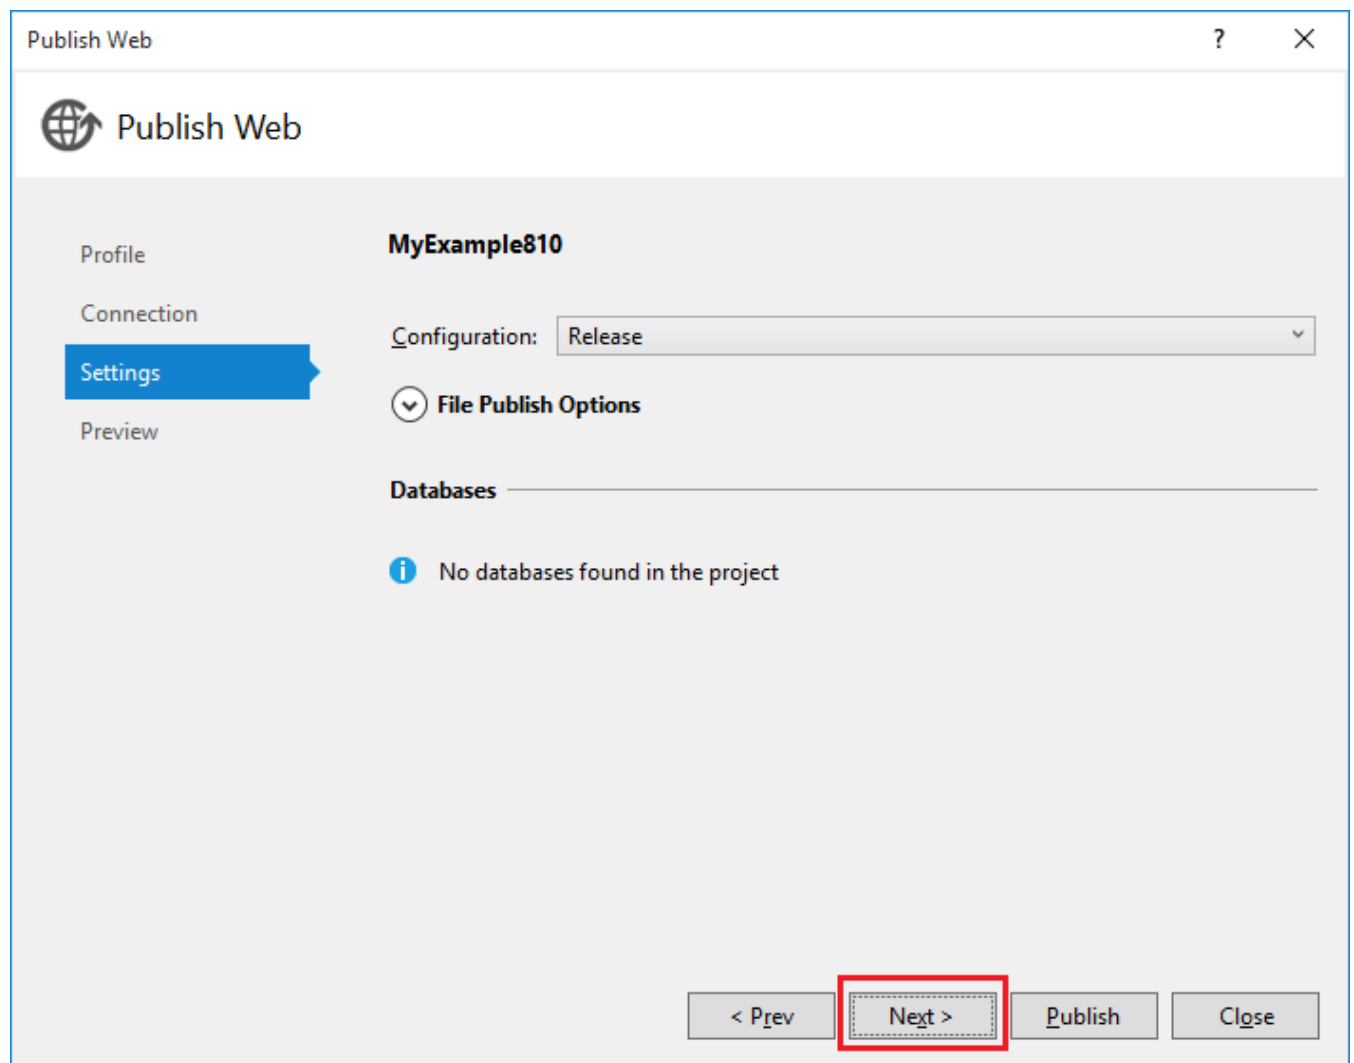 Publish Web
?
Publish Web
Profile
Connection
Settings
Preview
MyExample810
Configuration: Release
File Publish Options
Databases
No databases found in the project
< Prev Next > Publish Close